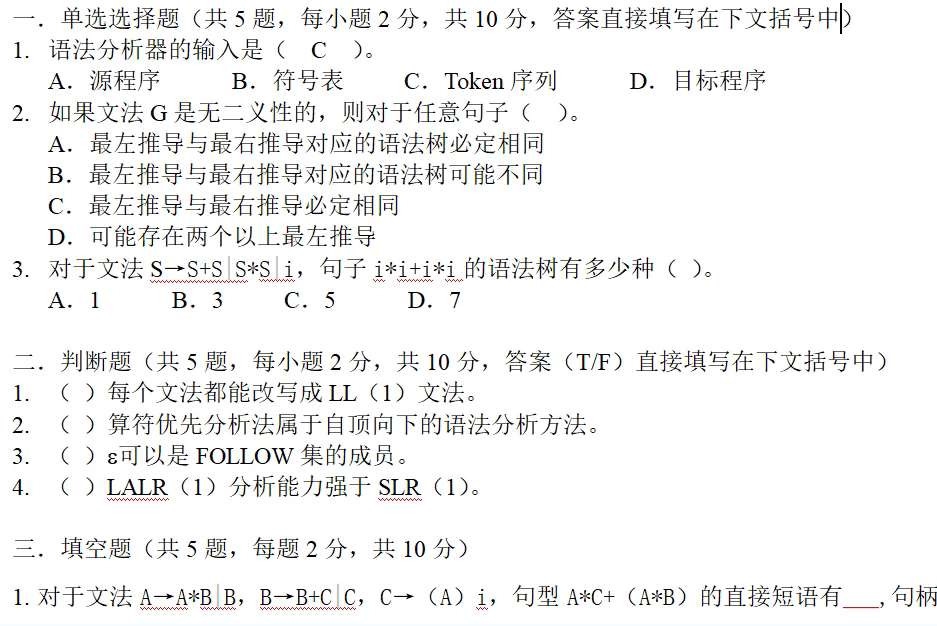 一．单选选择题（共 5 题，每小题 2 分，共 10 分，答案直接填写在下文括号中）
1. 语法分析器的输入是（ C ）。
A．源程序 B．符号表 C．Token 序列 D．目标程序
2. 如果文法 G 是无二义性的，则对于任意句子（ ）。
A．最左推导与最右推导对应的语法树必定相同
B．最左推导与最右推导对应的语法树可能不同
C．最左推导与最右推导必定相同
D．可能存在两个以上最左推导
3. 对于文法 S→S+S|S*S|i，句子 i*i+i*i 的语法树有多少种（ ）。
A．1 B．3 C．5 D．7
二．判断题（共 5 题，每小题 2 分，共 10 分，答案（T/F）直接填写在下文括号中）
1. （ ）每个文法都能改写成 LL（1）文法。
2. （ ）算符优先分析法属于自顶向下的语法分析方法。
3. （ ）ε可以是 FOLLOW 集的成员。
4. （ ）LALR（1）分析能力强于 SLR（1）。
三．填空题（共 5 题，每题 2 分，共 10 分）
1. 对于文法 A→A*B|B，B→B+C|C，C→（A）i，句型 A*C+（A*B）的直接短语有___,句柄